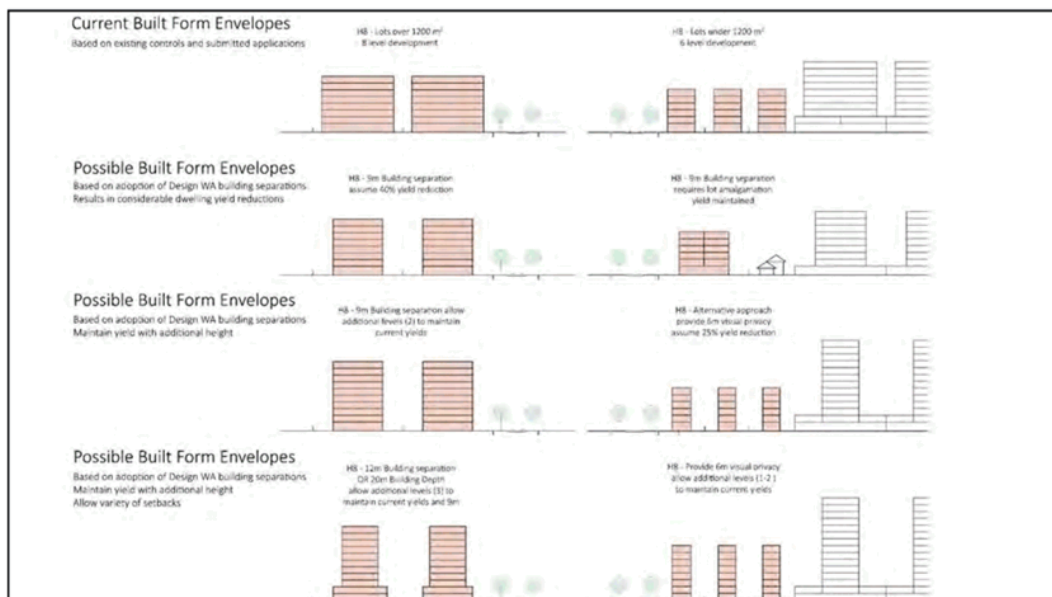 Current Built Form Envelopes
Based on existing controls and submitted applications
H8 - Lots over 1200 m²
8 level development
H8 - Lots under 1200 m²
6 level development
Possible Built Form Envelopes
Based on adoption of Design WA building separations
Results in considerable dwelling yield reductions
H8 - 9m Building separation
assume 40% yield reduction
H8 - 9m Building separation
requires lot amalgamation
yield maintained
Possible Built Form Envelopes
Based on adoption of Design WA building separations
Maintain yield with additional height
H8 - 9m Building separation allow
additional levels (2) to maintain
current yields
H8 - Alternative approach
provide 6m visual privacy
assume 25% yield reduction
Possible Built Form Envelopes
Based on adoption of Design WA building separations
Maintain yield with additional height
Allow variety of setbacks
H8 - 12m Building separation
OR 20m Building Depth
allow additional levels (3) to
maintain current yields and 9m
H8 - Provide 6m visual privacy
allow additional levels (1-2 )
to maintain current yields